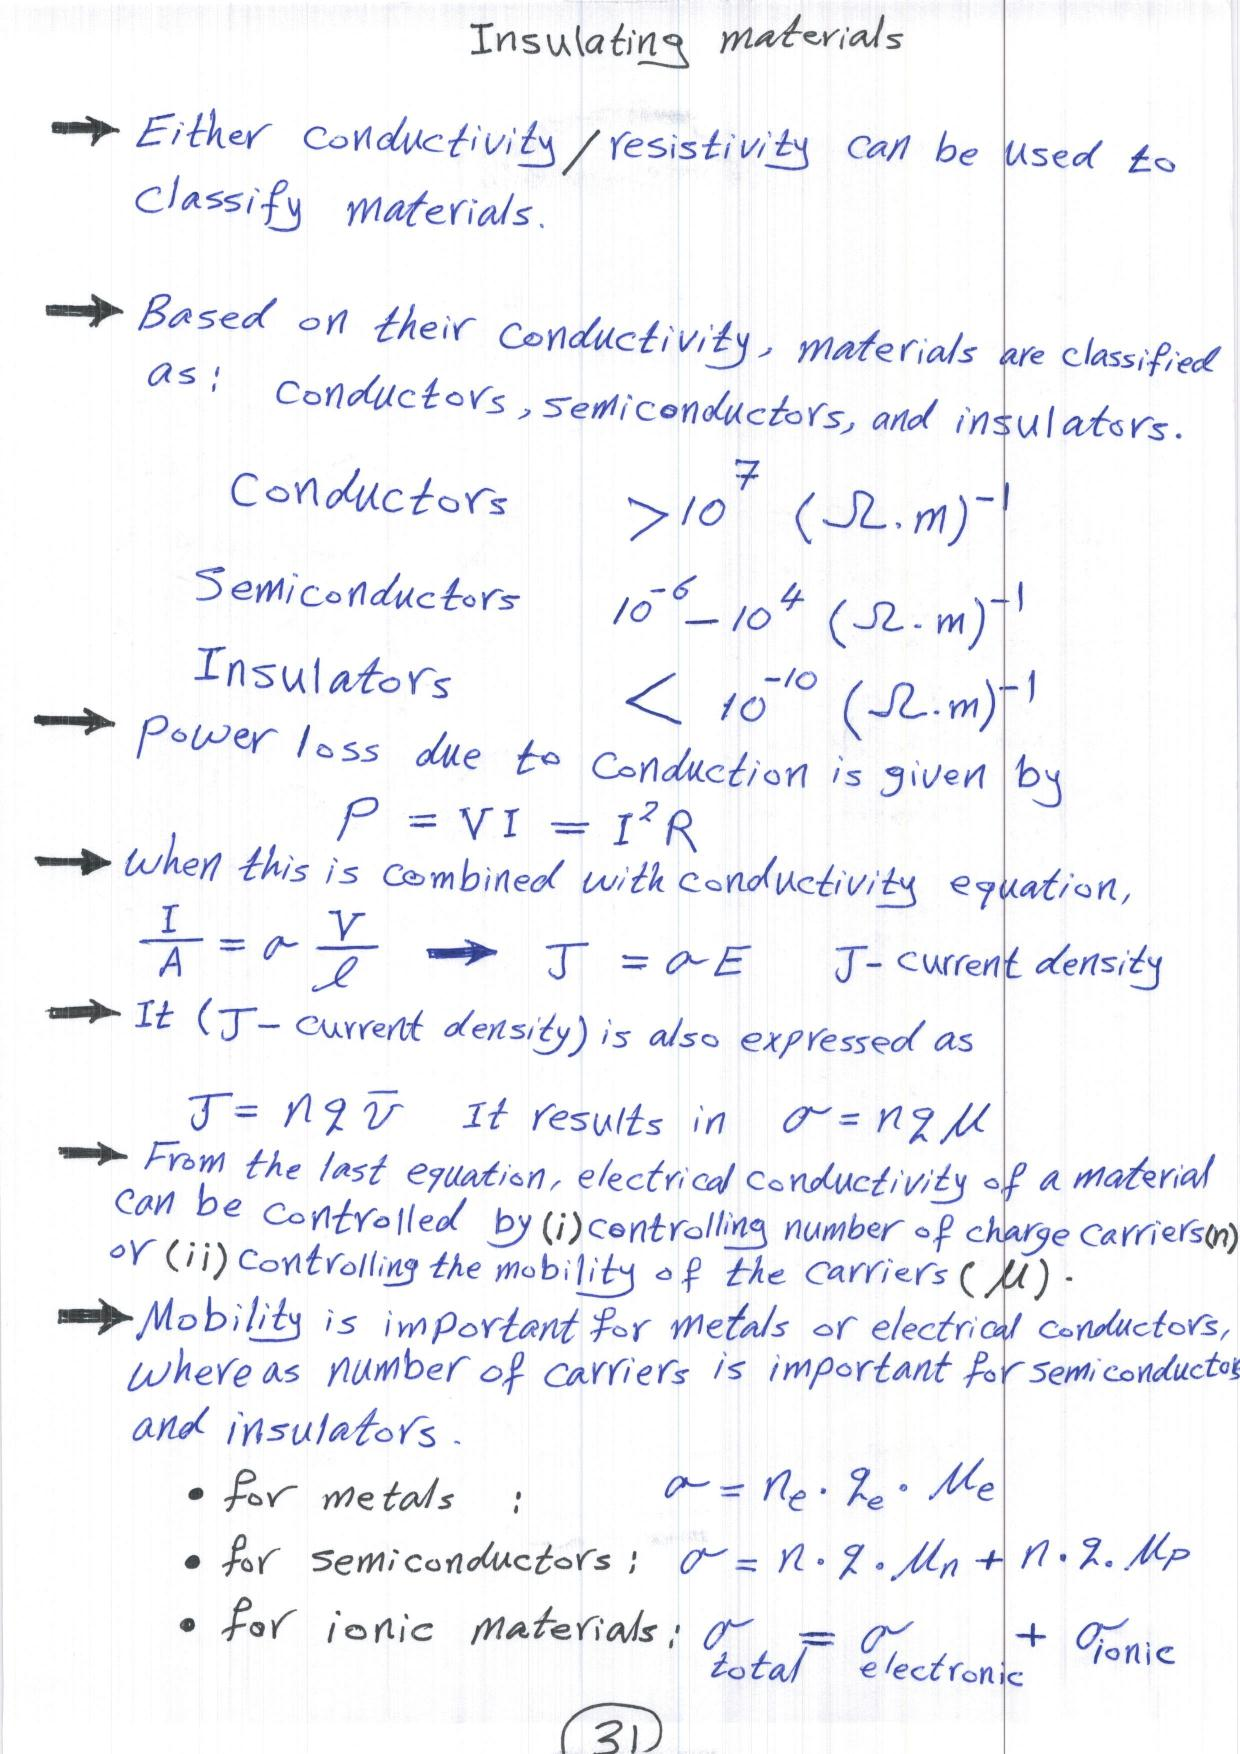 Insulating materials
→ Either conductivity/resistivity can be used to
classify materials.
→ Based on their conductivity, materials are classified
as: conductors, semiconductors, and insulators.
Conductors >10^7 (Ω.m)^-1
Semiconductors 10^-6 – 10^4 (Ω.m)^-1
Insulators < 10^-10 (Ω.m)^-1
→ Power loss due to conduction is given by
P = VI = I²R
→ When this is combined with conductivity equation,
I/A = σ V/ℓ → J = σE J- current density
→ It (J- current density) is also expressed as
J = nqv̄ It results in σ = nqμ
→ From the last equation, electrical conductivity of a material
can be controlled by (i) controlling number of charge carriers(n)
or (ii) controlling the mobility of the carriers (μ).
→ Mobility is important for metals or electrical conductors,
where as number of carriers is important for semiconductors
and insulators.
• for metals : σ = ne . qe . μe
• for semiconductors: σ = n . q . μn + n . q. μp
• for ionic materials: σtotal = σelectronic + σionic
31